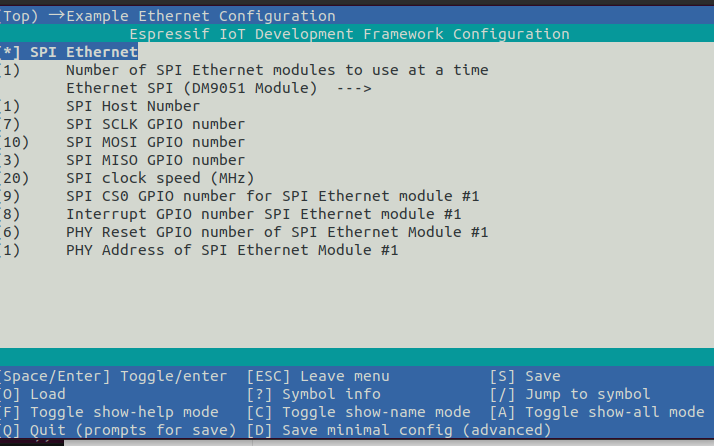 (Top) →Example Ethernet Configuration
Espressif IoT Development Framework Configuration
[*] SPI Ethernet
(1) Number of SPI Ethernet modules to use at a time
Ethernet SPI (DM9051 Module) --->
(1) SPI Host Number
(7) SPI SCLK GPIO number
(10) SPI MOSI GPIO number
(3) SPI MISO GPIO number
(20) SPI clock speed (MHz)
(9) SPI CS0 GPIO number for SPI Ethernet module #1
(8) Interrupt GPIO number SPI Ethernet module #1
(6) PHY Reset GPIO number of SPI Ethernet Module #1
(1) PHY Address of SPI Ethernet Module #1
[Space/Enter] Toggle/enter [ESC] Leave menu [S] Save
[O] Load [?] Symbol info [/] Jump to symbol
[F] Toggle show-help mode [C] Toggle show-name mode [A] Toggle show-all mode
[Q] Quit (prompts for save) [D] Save minimal config (advanced)